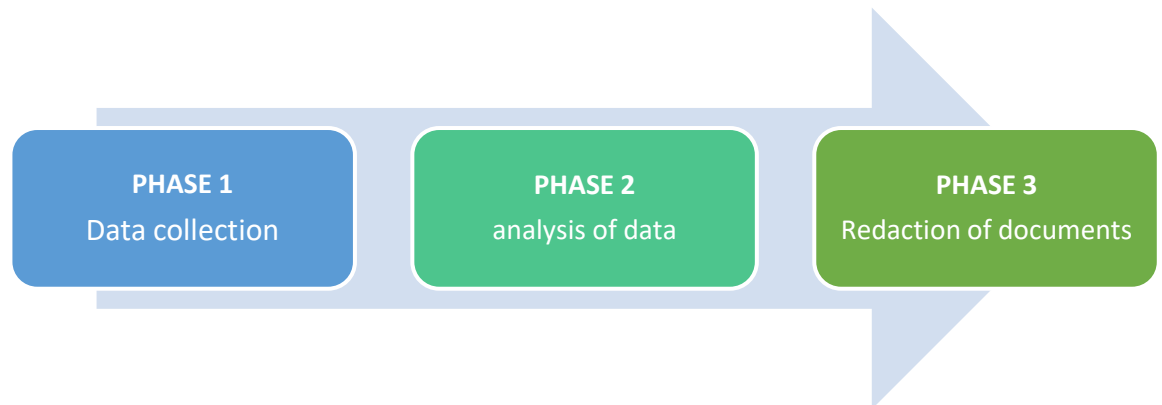 PHASE 1
Data collection
PHASE 2
analysis of data
PHASE 3
Redaction of documents